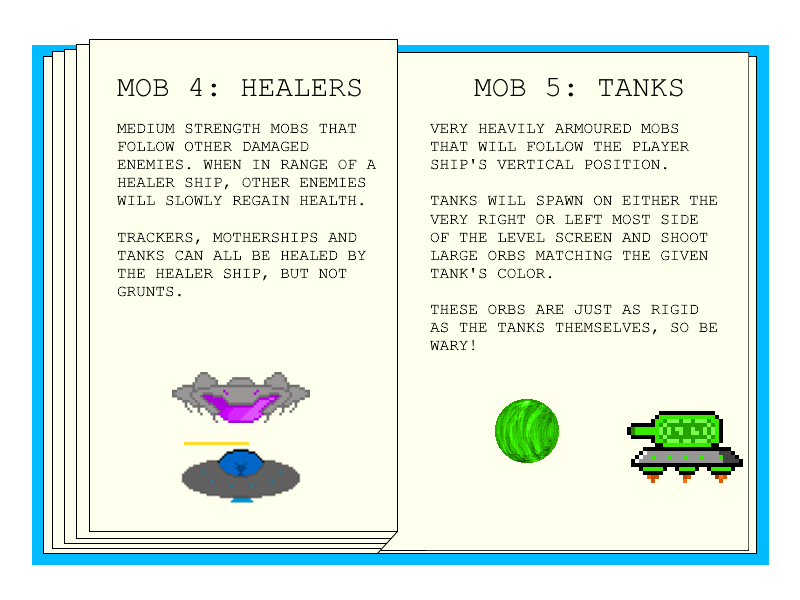 MOB 4: HEALERS
MEDIUM STRENGTH MOBS THAT
FOLLOW OTHER DAMAGED
ENEMIES. WHEN IN RANGE OF A
HEALER SHIP, OTHER ENEMIES
WILL SLOWLY REGAIN HEALTH.
TRACKERS, MOTHERSHIPS AND
TANKS CAN ALL BE HEALED BY
THE HEALER SHIP, BUT NOT
GRUNTS.
MOB 5: TANKS
VERY HEAVILY ARMOURED MOBS
THAT WILL FOLLOW THE PLAYER
SHIP'S VERTICAL POSITION.
TANKS WILL SPAWN ON EITHER THE
VERY RIGHT OR LEFT MOST SIDE
OF THE LEVEL SCREEN AND SHOOT
LARGE ORBS MATCHING THE GIVEN
TANK'S COLOR.
THESE ORBS ARE JUST AS RIGID
AS THE TANKS THEMSELVES, SO BE
WARY!